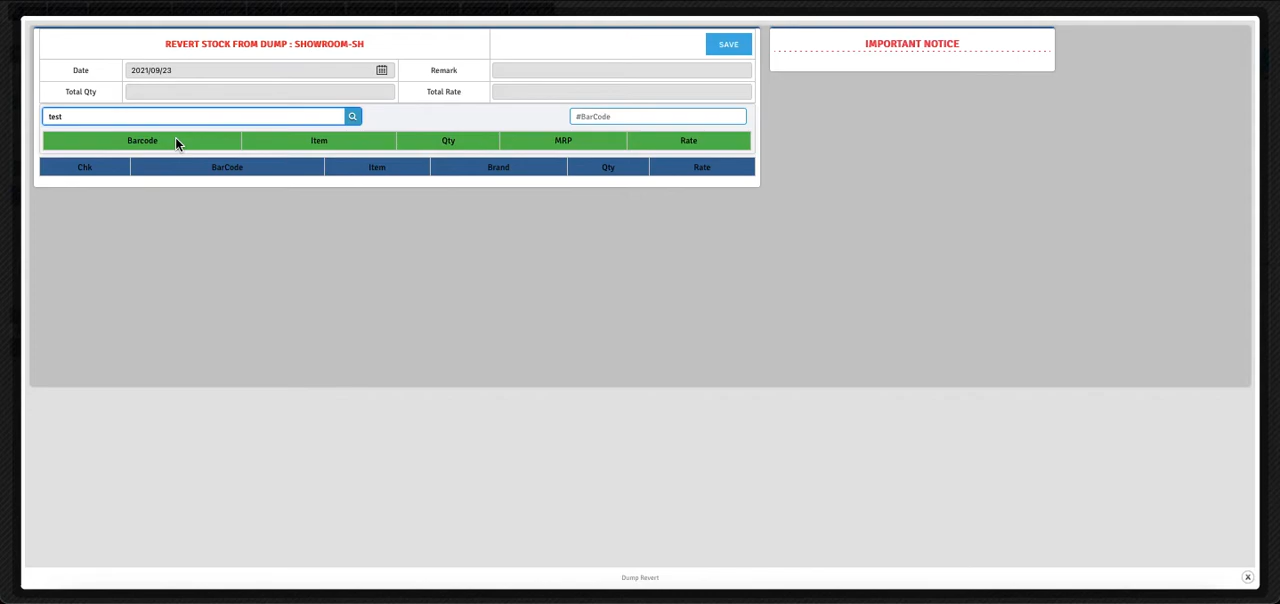 REVERT STOCK FROM DUMP : SHOWROOM-SH
SAVE
IMPORTANT NOTICE
Date 2021/09/23 Remark
Total Qty Total Rate
test #BarCode
Barcode Item Qty MRP Rate
Chk BarCode Item Brand Qty Rate
Dump Revert
X